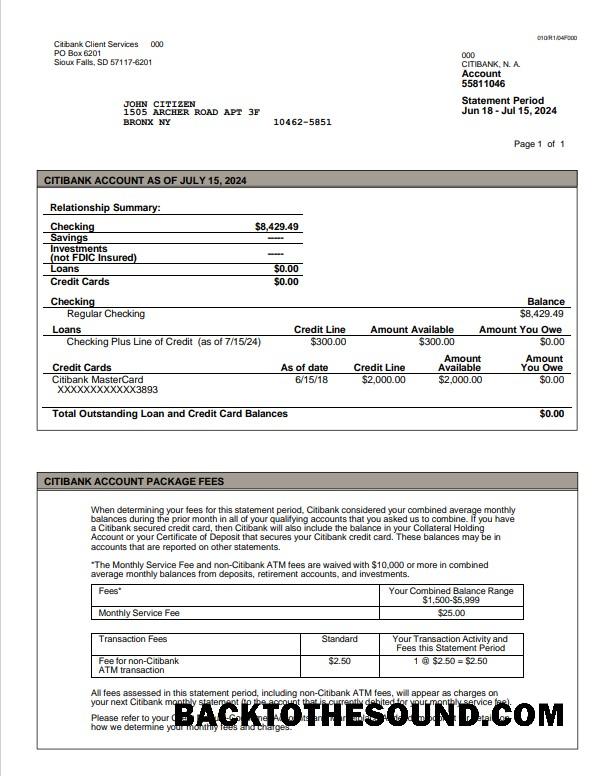 010/R1/04F000
Citibank Client Services 000
PO Box 6201
Sioux Falls, SD 57117-6201
000
CITIBANK, N. A.
Account
55811046
Statement Period
Jun 18 - Jul 15, 2024
JOHN CITIZEN
1505 ARCHER ROAD APT 3F
BRONX NY 10462-5851
Page 1 of 1
CITIBANK ACCOUNT AS OF JULY 15, 2024
Relationship Summary:
Checking $8,429.49
Savings -----
Investments
(not FDIC Insured) -----
Loans $0.00
Credit Cards $0.00
Checking Balance
Regular Checking $8,429.49
Loans Credit Line Amount Available Amount You Owe
Checking Plus Line of Credit (as of 7/15/24) $300.00 $300.00 $0.00
Credit Cards As of date Credit Line Amount Available Amount You Owe
Citibank MasterCard 6/15/18 $2,000.00 $2,000.00 $0.00
XXXXXXXXXXXX3893
Total Outstanding Loan and Credit Card Balances $0.00
CITIBANK ACCOUNT PACKAGE FEES
When determining your fees for this statement period, Citibank considered your combined average monthly
balances during the prior month in all of your qualifying accounts that you asked us to combine. If you have
a Citibank secured credit card, then Citibank will also include the balance in your Collateral Holding
Account or your Certificate of Deposit that secures your Citibank credit card. These balances may be in
accounts that are reported on other statements.
*The Monthly Service Fee and non-Citibank ATM fees are waived with $10,000 or more in combined
average monthly balances from deposits, retirement accounts, and investments.
Fees* Your Combined Balance Range
$1,500-$5,999
Monthly Service Fee $25.00
Transaction Fees Standard Your Transaction Activity and
Fees this Statement Period
Fee for non-Citibank $2.50 1 @ $2.50 = $2.50
ATM transaction
All fees assessed in this statement period, including non-Citibank ATM fees, will appear as charges on
your next Citibank monthly statement (to the account that is currently debited for your monthly service fee).
Please refer to your
how we determine your monthly fees and charges.
BACKTOTHESOUND.COM